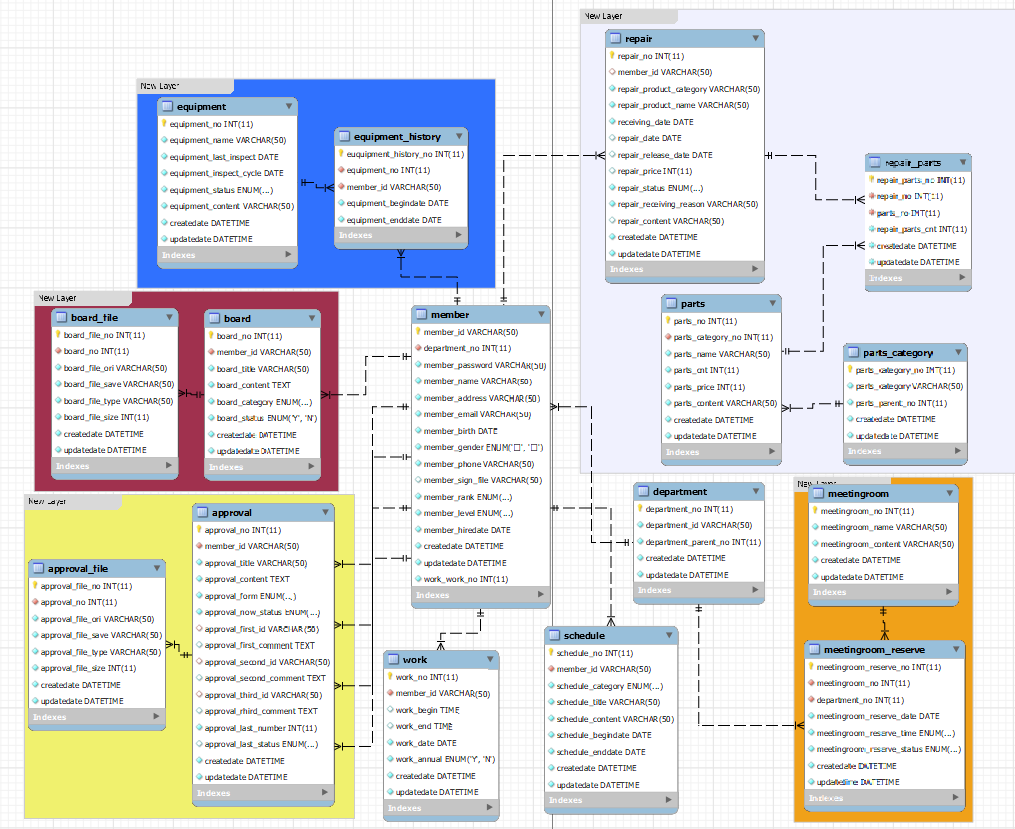 New Layer
equipment
equipment_no INT(11)
equipment_name VARCHAR(50)
equipment_last_inspect DATE
equipment_inspect_cycle DATE
equipment_status ENUM(...)
equipment_content VARCHAR(50)
createdate DATETIME
updatedate DATETIME
Indexes
equipment_history
euquipment_history_no INT(11)
equipment_no INT(11)
member_id VARCHAR(50)
equipment_begindate DATE
equipment_enddate DATE
Indexes
New Layer
repair
repair_no INT(11)
member_id VARCHAR(50)
repair_product_category VARCHAR(50)
repair_product_name VARCHAR(50)
receiving_date DATE
repair_date DATE
repair_release_date DATE
repair_price INT(11)
repair_status ENUM(...)
repair_receiving_reason VARCHAR(50)
repair_content VARCHAR(50)
createdate DATETIME
updatedate DATETIME
Indexes
repair_parts
repair_parts_no INT(11)
repair_no INT(11)
parts_no INT(11)
repair_parts_cnt INT(11)
createdate DATETIME
updatedate DATETIME
Indexes
parts
parts_no INT(11)
parts_category_no INT(11)
parts_name VARCHAR(50)
parts_cnt INT(11)
parts_price INT(11)
parts_content VARCHAR(50)
createdate DATETIME
updatedate DATETIME
Indexes
parts_category
parts_category_no INT(11)
parts_category VARCHAR(50)
parts_parent_no INT(11)
createdate DATETIME
updatedate DATETIME
Indexes
New Layer
board_file
board_file_no INT(11)
board_no INT(11)
board_file_ori VARCHAR(50)
board_file_save VARCHAR(50)
board_file_type VARCHAR(50)
board_file_size INT(11)
createdate DATETIME
updatedate DATETIME
Indexes
board
board_no INT(11)
member_id VARCHAR(50)
board_title VARCHAR(50)
board_content TEXT
board_category ENUM(...)
board_status ENUM('Y', 'N')
createdate DATETIME
updatedate DATETIME
Indexes
member
member_id VARCHAR(50)
department_no INT(11)
member_password VARCHAR(50)
member_name VARCHAR(50)
member_address VARCHAR(50)
member_email VARCHAR(50)
member_birth DATE
member_gender ENUM('□', '□')
member_phone VARCHAR(50)
member_sign_file VARCHAR(50)
member_rank ENUM(...)
member_level ENUM(...)
member_hiredate DATE
createdate DATETIME
updatedate DATETIME
work_work_no INT(11)
Indexes
New Layer
approval
approval_no INT(11)
member_id VARCHAR(50)
approval_title VARCHAR(50)
approval_content TEXT
approval_form ENUM(...)
approval_now_status ENUM(...)
approval_first_id VARCHAR(50)
approval_first_comment TEXT
approval_second_id VARCHAR(50)
approval_second_comment TEXT
approval_third_id VARCHAR(50)
approval_rhird_comment TEXT
approval_last_number INT(11)
approval_last_status ENUM(...)
createdate DATETIME
updatedate DATETIME
Indexes
approval_file
approval_file_no INT(11)
approval_no INT(11)
approval_file_ori VARCHAR(50)
approval_file_save VARCHAR(50)
approval_file_type VARCHAR(50)
approval_file_size INT(11)
createdate DATETIME
updatedate DATETIME
Indexes
work
work_no INT(11)
member_id VARCHAR(50)
work_begin TIME
work_end TIME
work_date DATE
work_annual ENUM('Y', 'N')
createdate DATETIME
updatedate DATETIME
Indexes
department
department_no INT(11)
department_id VARCHAR(50)
department_parent_no INT(11)
createdate DATETIME
updatedate DATETIME
Indexes
schedule
schedule_no INT(11)
member_id VARCHAR(50)
schedule_category ENUM(...)
schedule_title VARCHAR(50)
schedule_content VARCHAR(50)
schedule_begindate DATE
schedule_enddate DATE
createdate DATETIME
updatedate DATETIME
Indexes
New Layer
meetingroom
meetingroom_no INT(11)
meetingroom_name VARCHAR(50)
meetingroom_content VARCHAR(50)
createdate DATETIME
updatedate DATETIME
Indexes
meetingroom_reserve
meetingroom_reserve_no INT(11)
meetingroom_no INT(11)
department_no INT(11)
meetingroom_reserve_date DATE
meetingroom_reserve_time ENUM(...)
meetingroom_reserve_status ENUM(...)
createdate DATETIME
DATETIME
Indexes